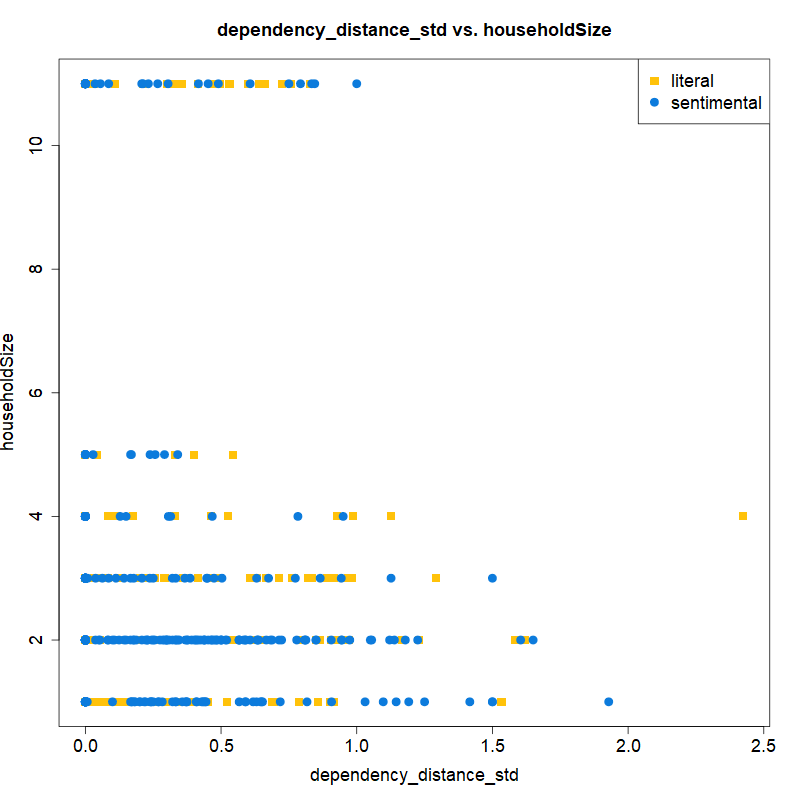 dependency_distance_std vs. householdSize
literal
sentimental
householdSize
10
8
6
4
2
0.0 0.5 1.0 1.5 2.0 2.5
dependency_distance_std